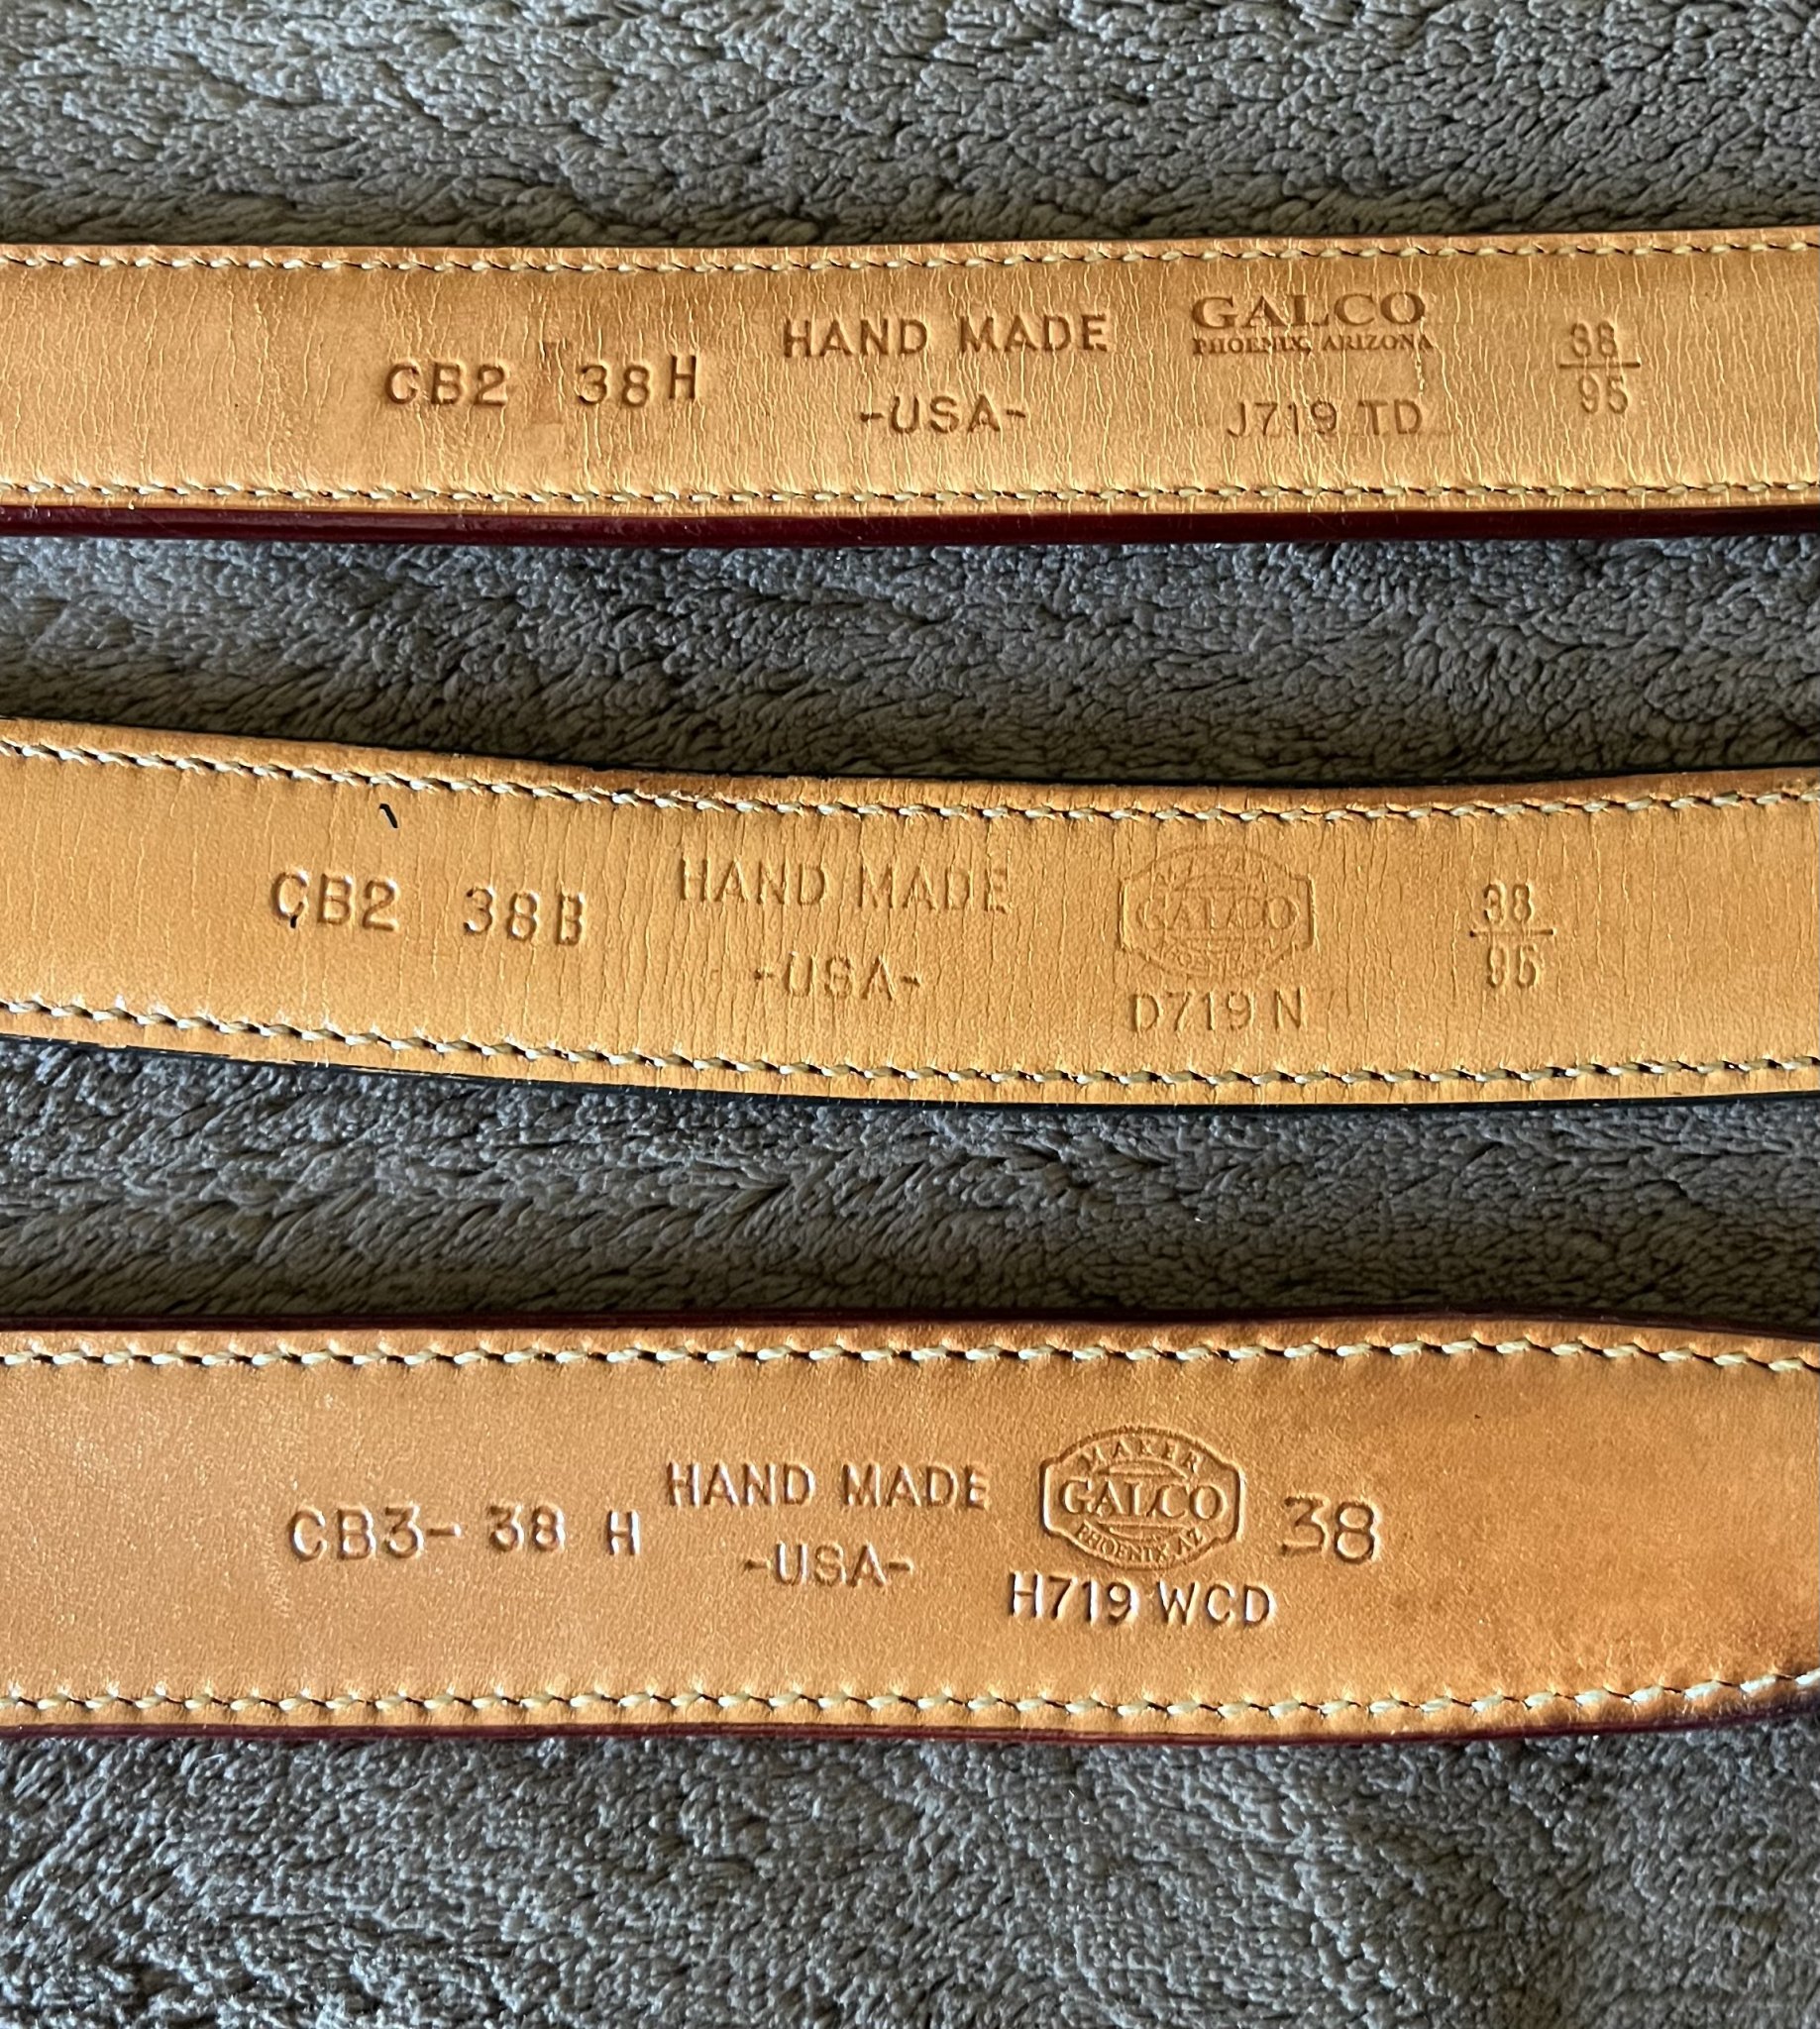 CB2 38H
HAND MADE
-USA-
GALCO
PHOENIX, ARIZONA
J719 TD
38
95
CB2 38B
HAND MADE
-USA-
GALCO
D719 N
38
95
CB3- 38 H
HAND MADE
-USA-
MAKER
GALCO
PHOENIX, AZ
H719 WCD
38